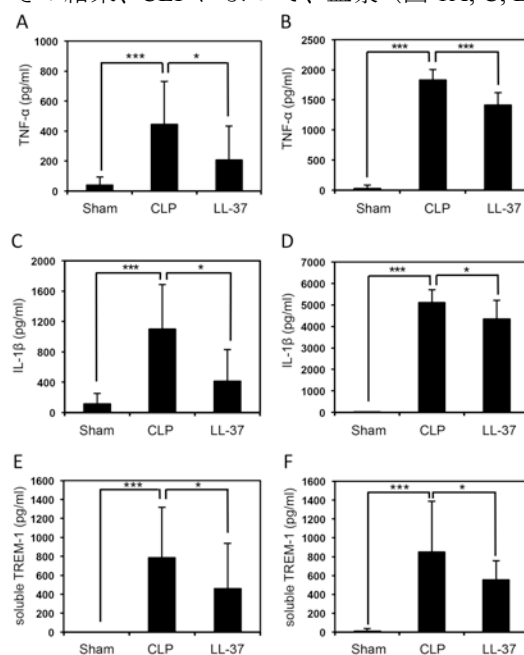 その結果、CLP 、血漿（図
A
TNF-α (pg/ml)
1000
800
600
400
200
0
***
*
Sham CLP LL-37
B
TNF-α (pg/ml)
2500
2000
1500
1000
500
0
***
***
Sham CLP LL-37
C
IL-1β (pg/ml)
2000
1600
1200
800
400
0
***
*
Sham CLP LL-37
D
IL-1β (pg/ml)
7000
6000
5000
4000
3000
2000
1000
0
***
*
Sham CLP LL-37
E
soluble TREM-1 (pg/ml)
1600
1400
1200
1000
800
600
400
200
0
***
*
Sham CLP LL-37
F
soluble TREM-1 (pg/ml)
1600
1400
1200
1000
800
600
400
200
0
***
*
Sham CLP LL-37